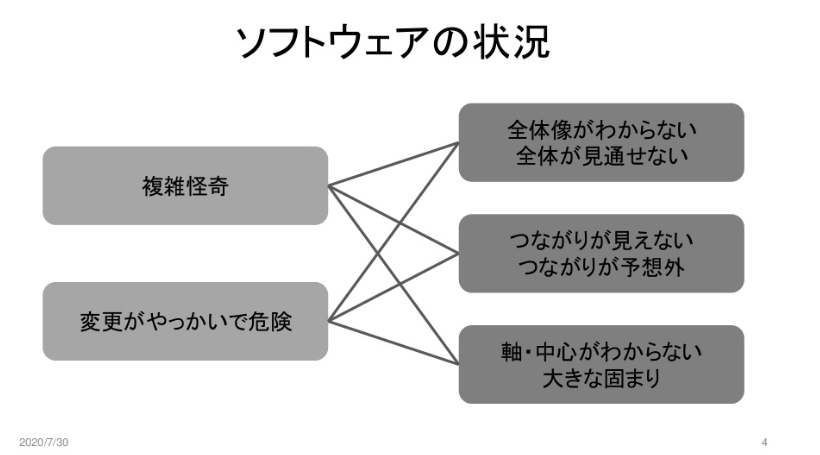 ソフトウェアの状況
複雑怪奇
変更がやっかいで危険
全体像がわからない
全体が見通せない
つながりが見えない
つながりが予想外
軸・中心がわからない
大きな固まり
2020/7/30
4